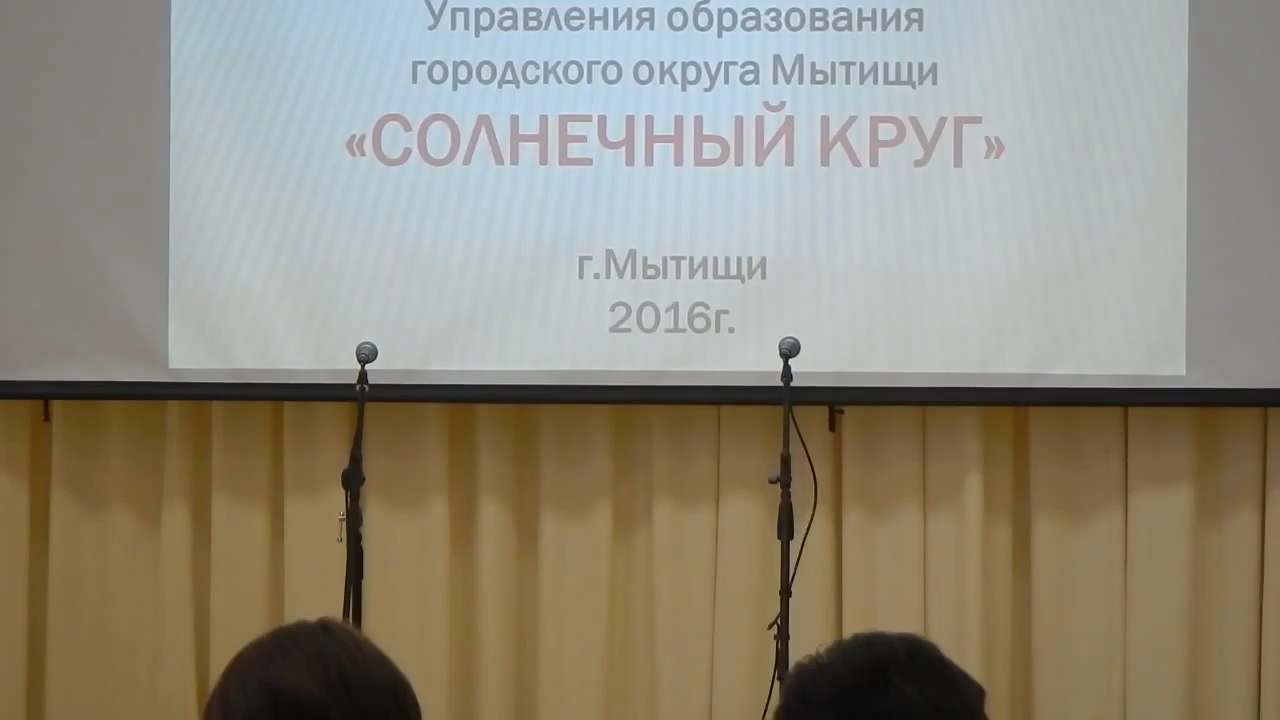 Управления образования
городского округа Мытищи
«СОЛНЕЧНЫЙ КРУГ»
г.Мытищи
2016г.